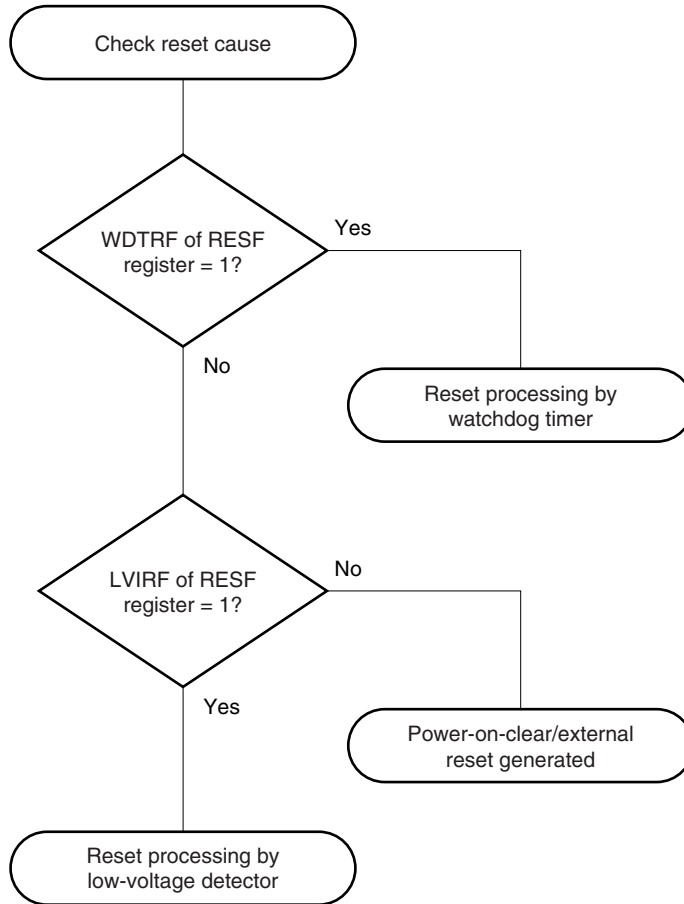 Check reset cause
WDTRF of RESF
register = 1?
Yes
No
Reset processing by
watchdog timer
LVIRF of RESF
register = 1?
No
Yes
Power-on-clear/external
reset generated
Reset processing by
low-voltage detector